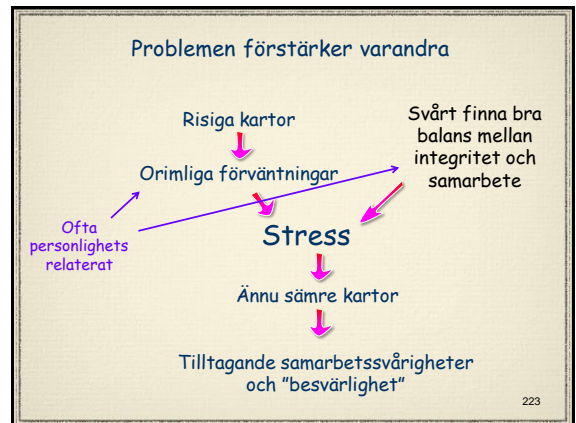 Problemen förstärker varandra
Risiga kartor
Orimliga förväntningar
Svårt finna bra
balans mellan
integritet och
samarbete
Ofta
personlighets
relaterat
Stress
Ännu sämre kartor
Tilltagande samarbetssvårigheter
och "besvärlighet"
223